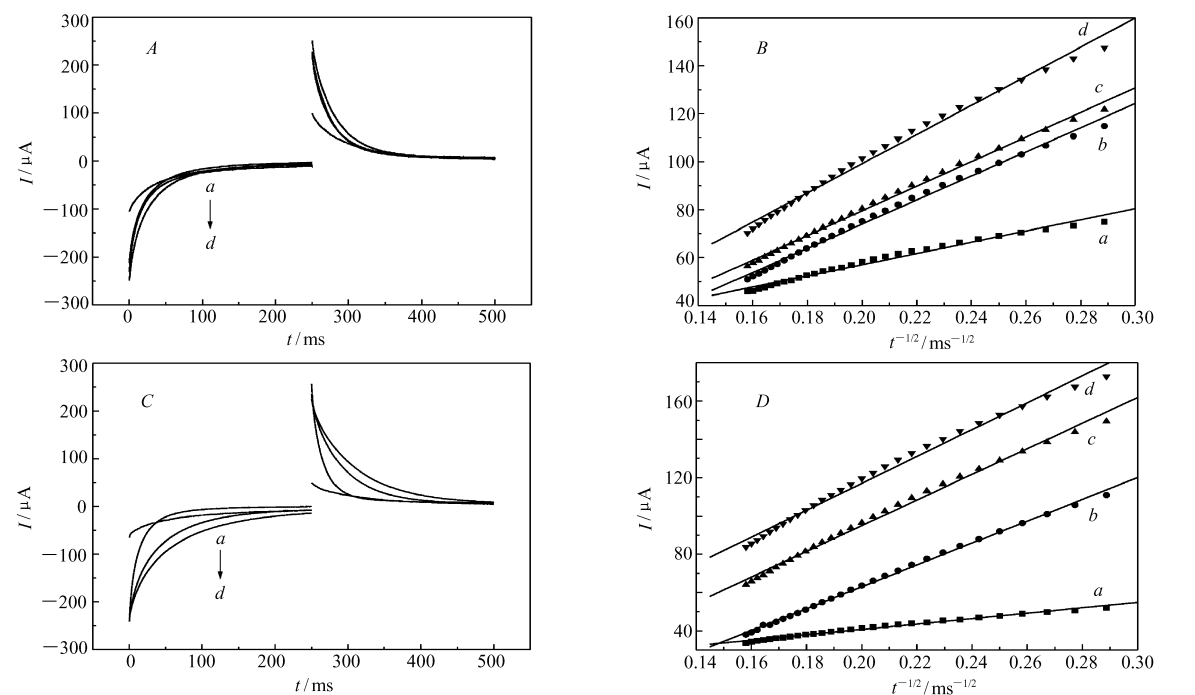 A
300
200
100
0
−100
−200
−300
I/μA
a
d
0
100
200
300
400
500
t/ms
B
160
140
120
100
80
60
40
I/μA
d
c
b
a
0.14
0.16
0.18
0.20
0.22
0.24
0.26
0.28
0.30
t⁻¹/²/ms⁻¹/²
C
300
200
100
0
−100
−200
−300
I/μA
a
d
0
100
200
300
400
500
t/ms
D
160
120
80
40
I/μA
d
c
b
a
0.14
0.16
0.18
0.20
0.22
0.24
0.26
0.28
0.30
t⁻¹/²/ms⁻¹/²